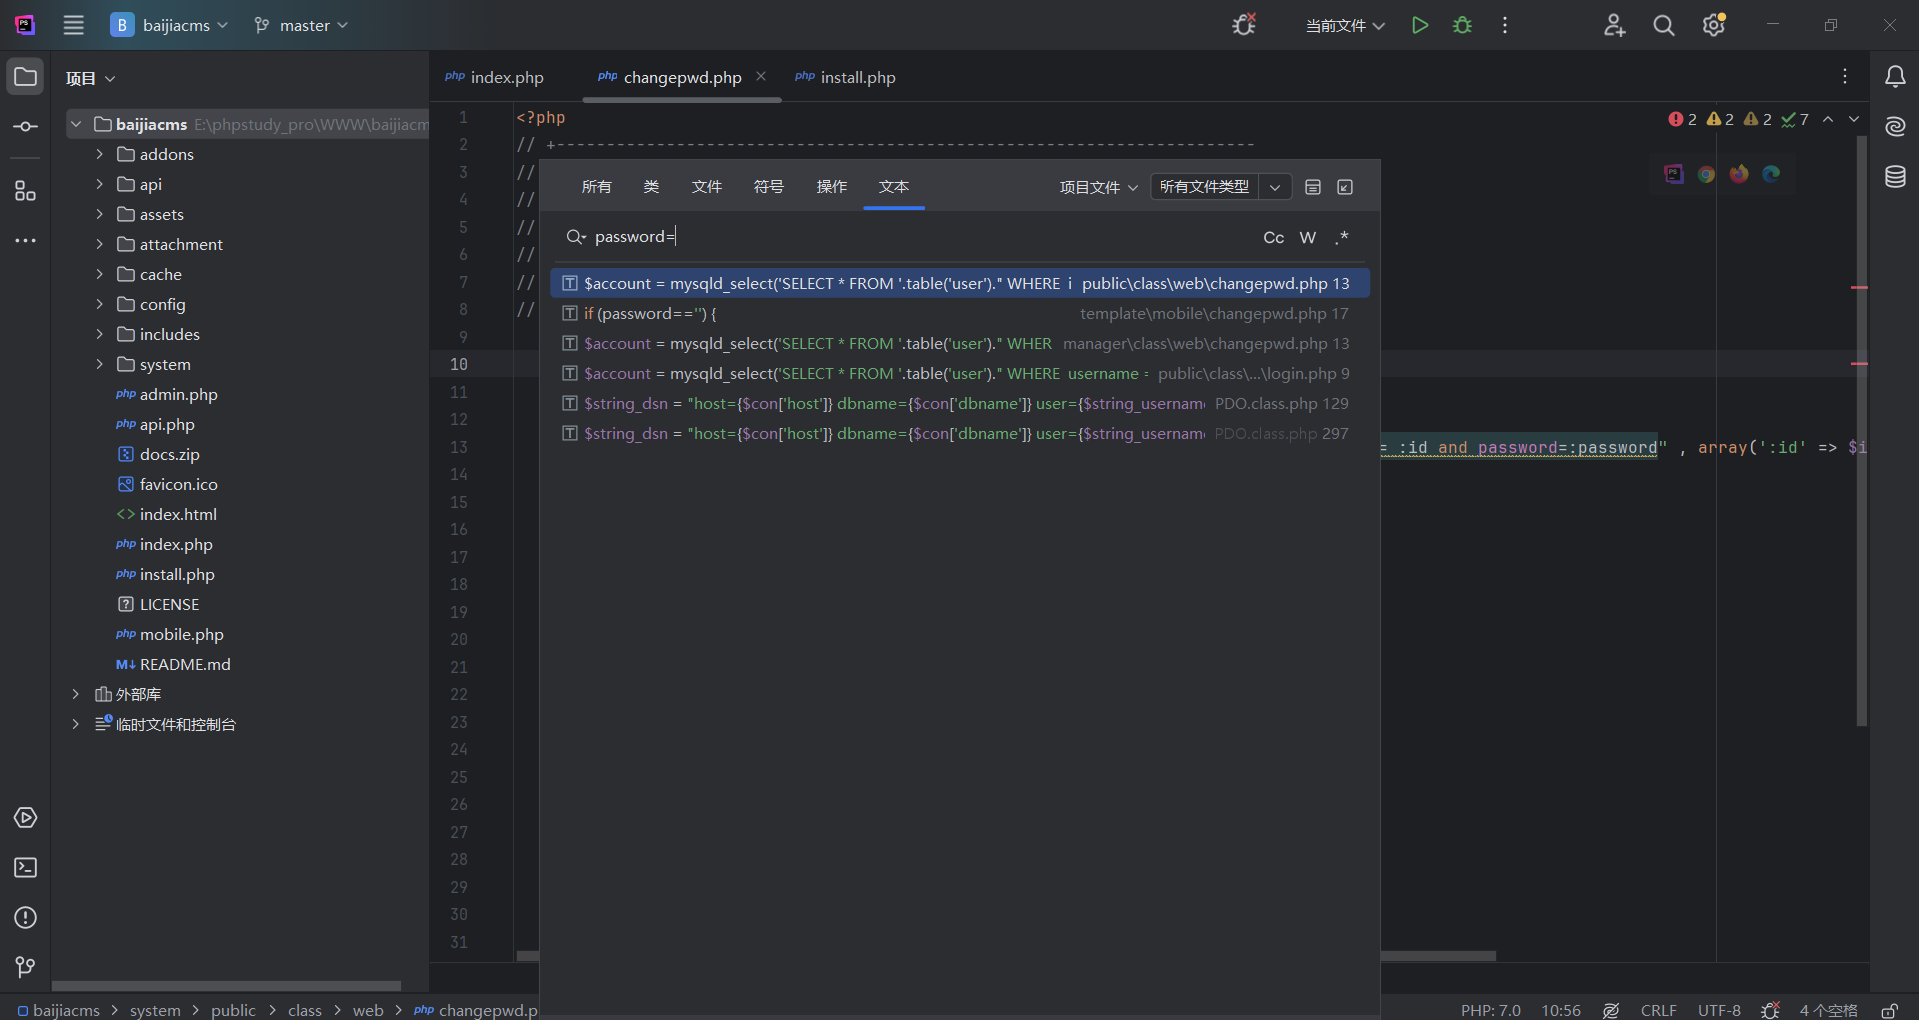 B baijiacms master 当前文件
项目
php index.php php changepwd.php php install.php
baijiacms E:\phpstudy_pro\WWW\baijiacm
addons
api
assets
attachment
cache
config
includes
system
php admin.php
php api.php
docs.zip
favicon.ico
index.html
php index.php
php install.php
LICENSE
php mobile.php
M↓ README.md
外部库
临时文件和控制台
1 <?php
2 // +----------------------------------------------------------------------
3 //
4 //
5 //
6 //
7 //
8 //
9
10
11
12
13 = :id and password=:password" , array(':id' => $i
14
15
16
17
18
19
20
21
22
23
24
25
26
27
28
29
30
31
2 2 2 7
所有 类 文件 符号 操作 文本 项目文件 所有文件类型
password= Cc W .*
$account = mysqld_select('SELECT * FROM '.table('user')." WHERE i public\class\web\changepwd.php 13
if (password=='') { template\mobile\changepwd.php 17
$account = mysqld_select('SELECT * FROM '.table('user')." WHER manager\class\web\changepwd.php 13
$account = mysqld_select('SELECT * FROM '.table('user')." WHERE username = public\class\...\login.php 9
$string_dsn = "host={$con['host']} dbname={$con['dbname']} user={$string_usernam PDO.class.php 129
$string_dsn = "host={$con['host']} dbname={$con['dbname']} user={$string_usernam PDO.class.php 297
baijiacms > system > public > class > web > php changepwd.p PHP: 7.0 10:56 CRLF UTF-8 4 个空格